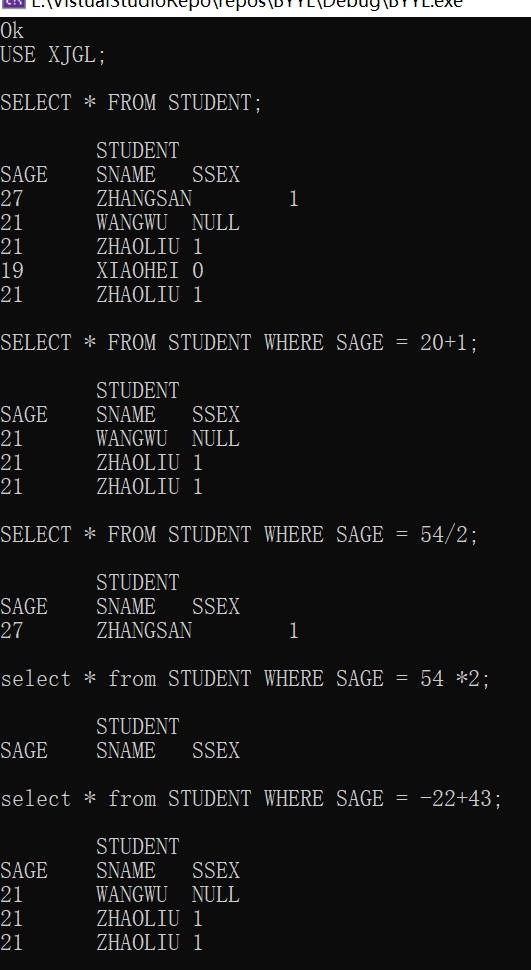 E:\VistualStudioRepo\repos\BYYL\Debug\BYYL.exe
Ok
USE XJGL;
SELECT * FROM STUDENT;
STUDENT
SAGE SNAME SSEX
27 ZHANGSAN 1
21 WANGWU NULL
21 ZHAOLIU 1
19 XIAOHEI 0
21 ZHAOLIU 1
SELECT * FROM STUDENT WHERE SAGE = 20+1;
STUDENT
SAGE SNAME SSEX
21 WANGWU NULL
21 ZHAOLIU 1
21 ZHAOLIU 1
SELECT * FROM STUDENT WHERE SAGE = 54/2;
STUDENT
SAGE SNAME SSEX
27 ZHANGSAN 1
select * from STUDENT WHERE SAGE = 54 *2;
STUDENT
SAGE SNAME SSEX
select * from STUDENT WHERE SAGE = -22+43;
STUDENT
SAGE SNAME SSEX
21 WANGWU NULL
21 ZHAOLIU 1
21 ZHAOLIU 1